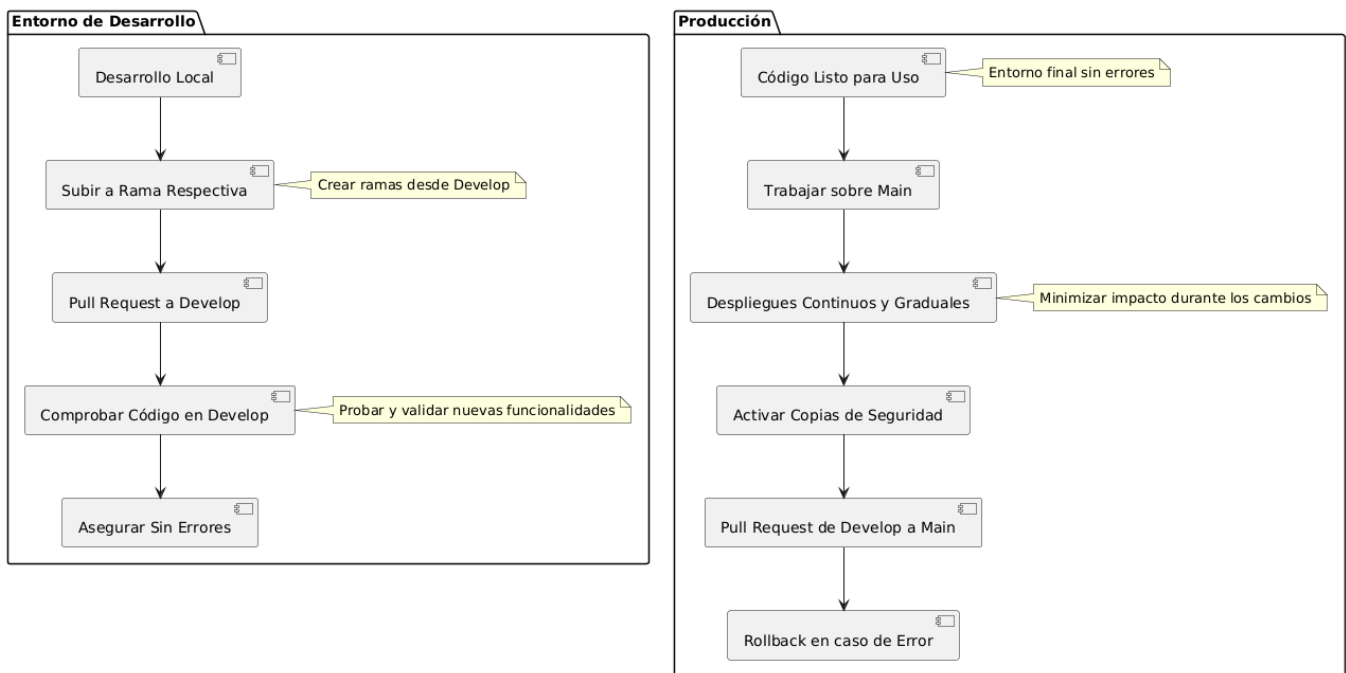 Entorno de Desarrollo
Desarrollo Local
Subir a Rama Respectiva
Crear ramas desde Develop
Pull Request a Develop
Comprobar Código en Develop
Probar y validar nuevas funcionalidades
Asegurar Sin Errores
Producción
Código Listo para Uso
Entorno final sin errores
Trabajar sobre Main
Despliegues Continuos y Graduales
Minimizar impacto durante los cambios
Activar Copias de Seguridad
Pull Request de Develop a Main
Rollback en caso de Error